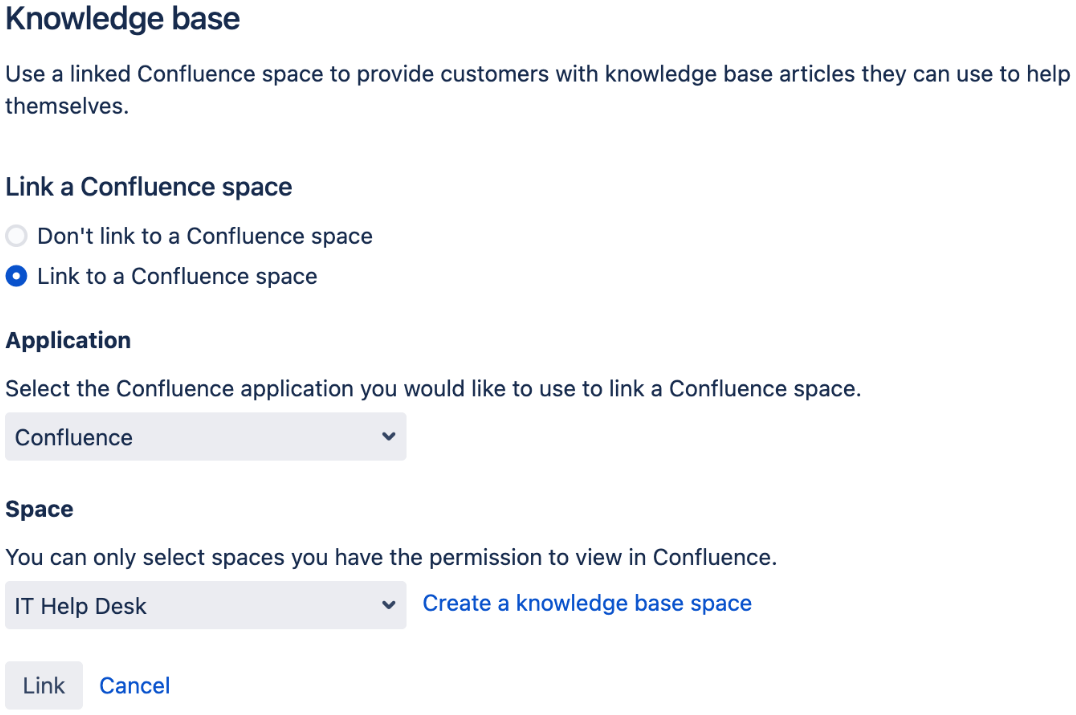 Knowledge base
Use a linked Confluence space to provide customers with knowledge base articles they can use to help
themselves.
Link a Confluence space
Don't link to a Confluence space
Link to a Confluence space
Application
Select the Confluence application you would like to use to link a Confluence space.
Confluence
Space
You can only select spaces you have the permission to view in Confluence.
IT Help Desk Create a knowledge base space
Link Cancel